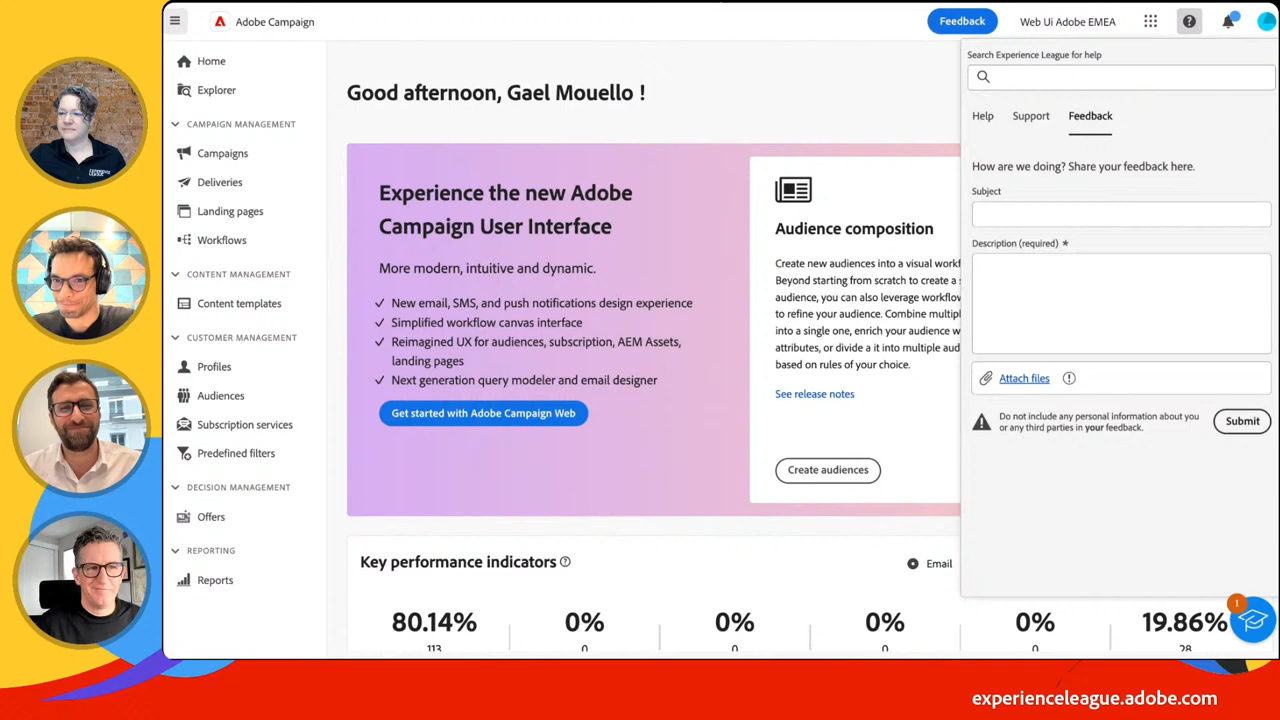 Adobe Campaign
Feedback
Web Ui Adobe EMEA
Home
Explorer
CAMPAIGN MANAGEMENT
Campaigns
Deliveries
Landing pages
Workflows
CONTENT MANAGEMENT
Content templates
CUSTOMER MANAGEMENT
Profiles
Audiences
Subscription services
Predefined filters
DECISION MANAGEMENT
Offers
REPORTING
Reports
Good afternoon, Gael Mouello !
Experience the new Adobe
Campaign User Interface
More modern, intuitive and dynamic.
New email, SMS, and push notifications design experience
Simplified workflow canvas interface
Reimagined UX for audiences, subscription, AEM Assets,
landing pages
Next generation query modeler and email designer
Get started with Adobe Campaign Web
Audience composition
Create new audiences into a visual workf
Beyond starting from scratch to create a s
audience, you can also leverage workflow
to refine your audience. Combine multipl
into a single one, enrich your audience w
attributes, or divide a it into multiple aud
based on rules of your choice.
See release notes
Create audiences
Key performance indicators
Email
80.14% 0% 0% 0% 0% 19.86%
113 0 0 0 0 28
Search Experience League for help
Help Support Feedback
How are we doing? Share your feedback here.
Subject
Description (required) *
Attach files
Do not include any personal information about you
or any third parties in your feedback.
Submit
1
EXPERIENCE
LEAGUE
experienceleague.adobe.com